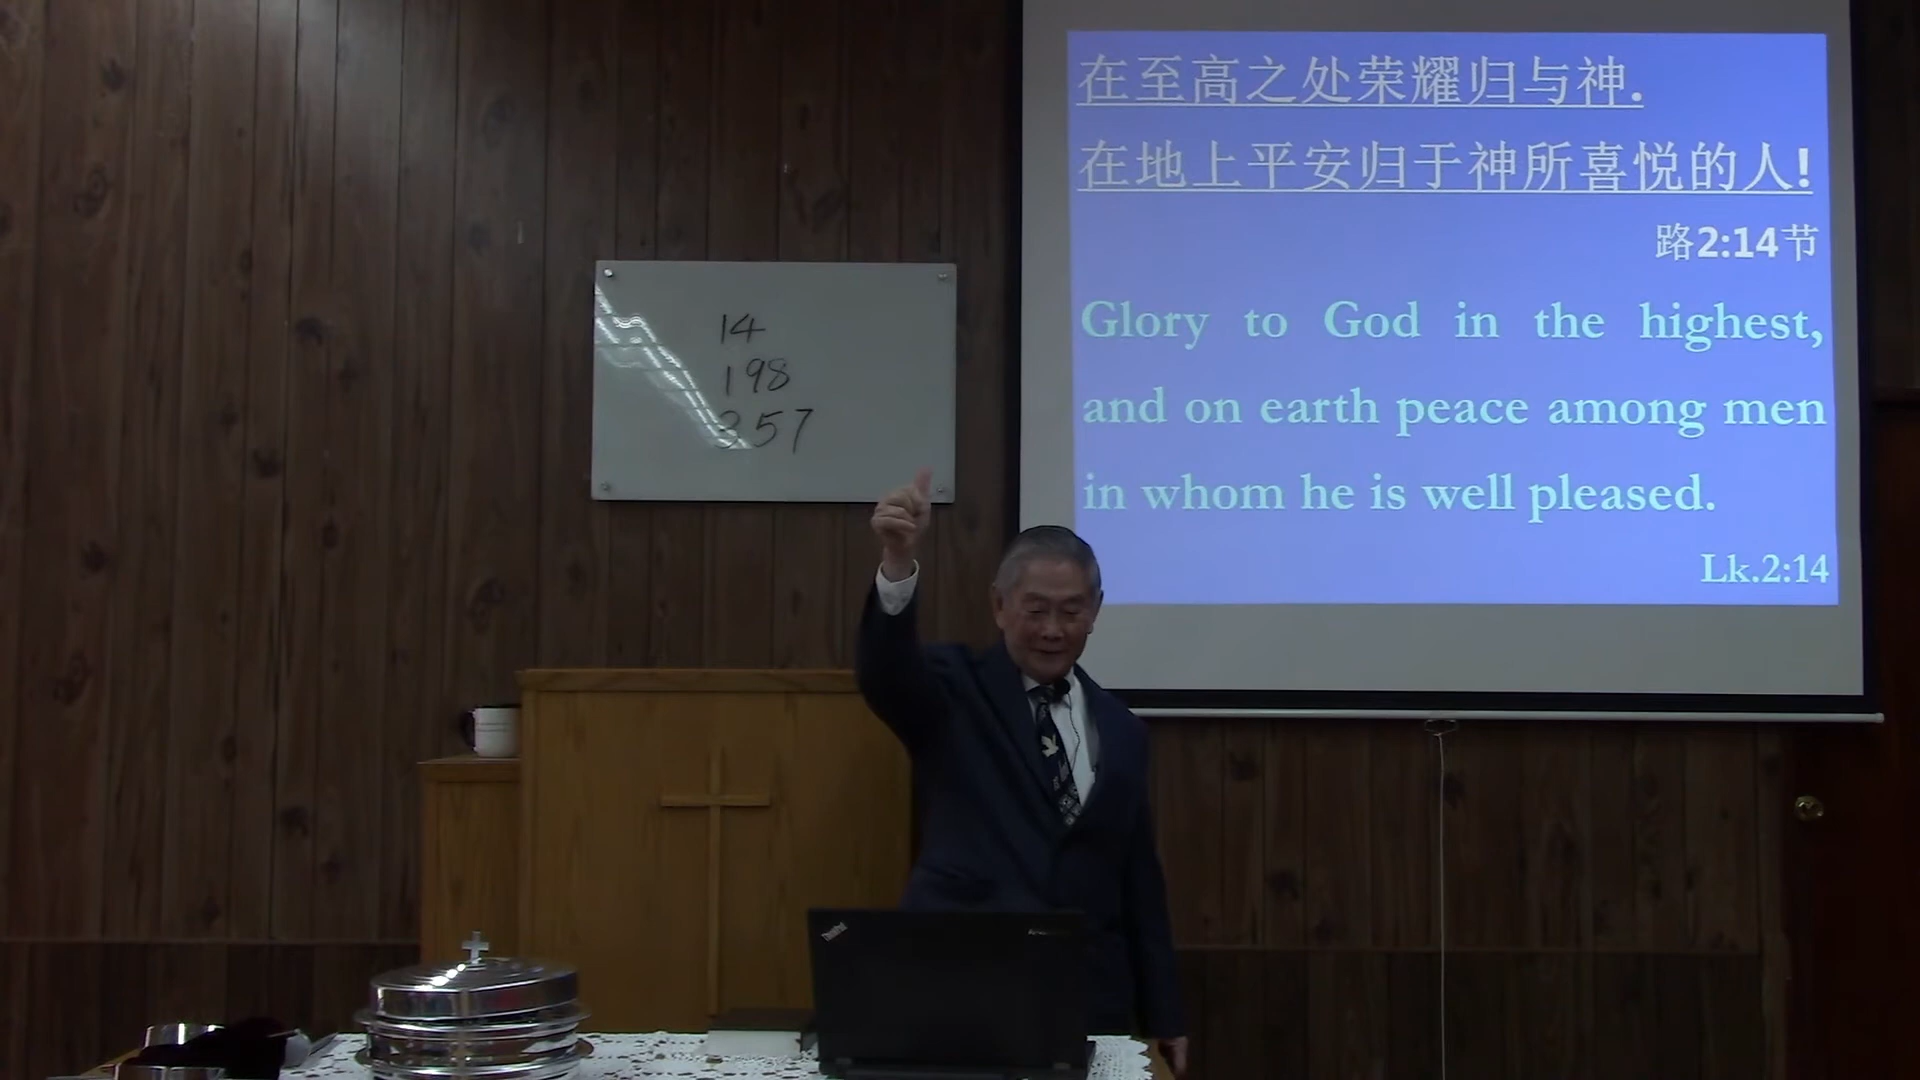 在至高之处荣耀归与神.
在地上平安归于神所喜悦的人!
路2:14节
Glory to God in the highest,
and on earth peace among men
in whom he is well pleased.
Lk.2:14
14
198
357
ThinkPad